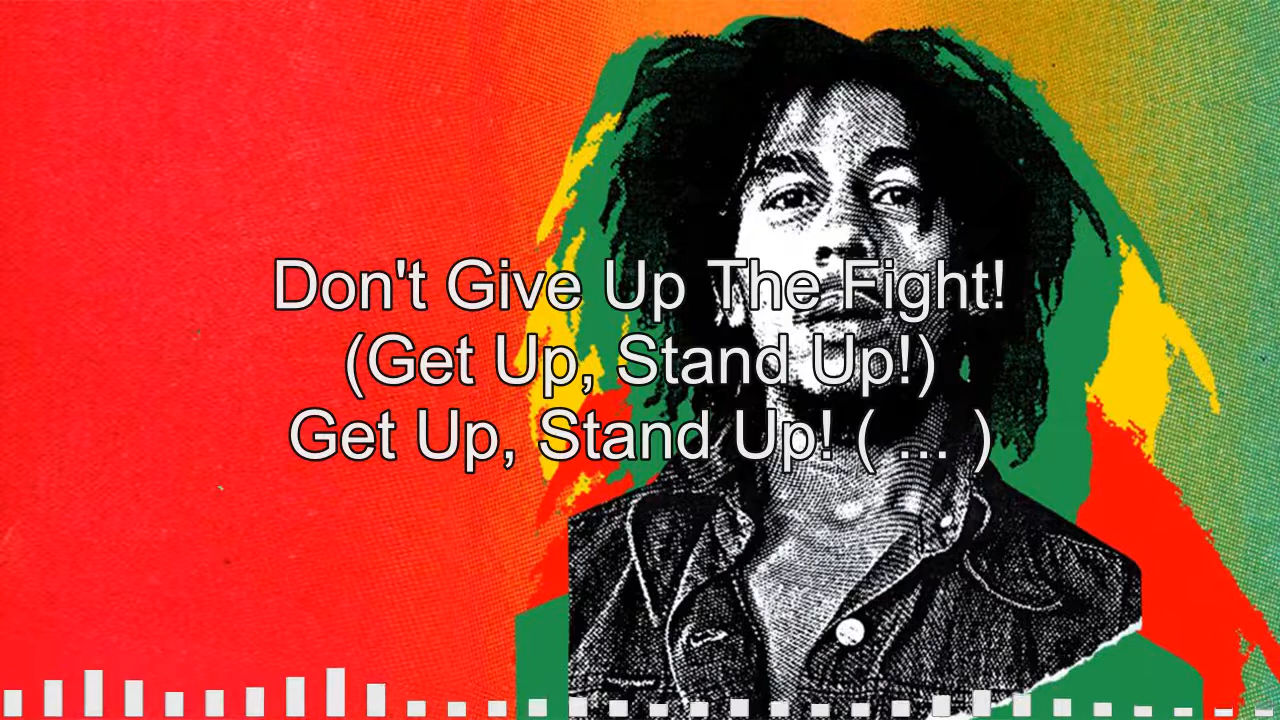 Don't Give Up The Fight!
(Get Up, Stand Up!)
Get Up, Stand Up! ( ... )